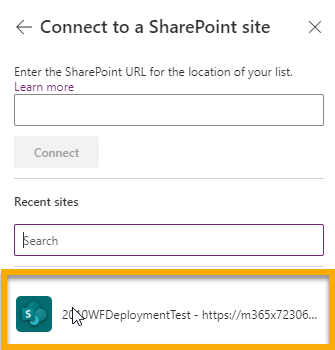 Connect to a SharePoint site
Enter the SharePoint URL for the location of your list.
Learn more
Connect
Recent sites
Search
S
2010WFDeploymentTest - https://m365x72306...